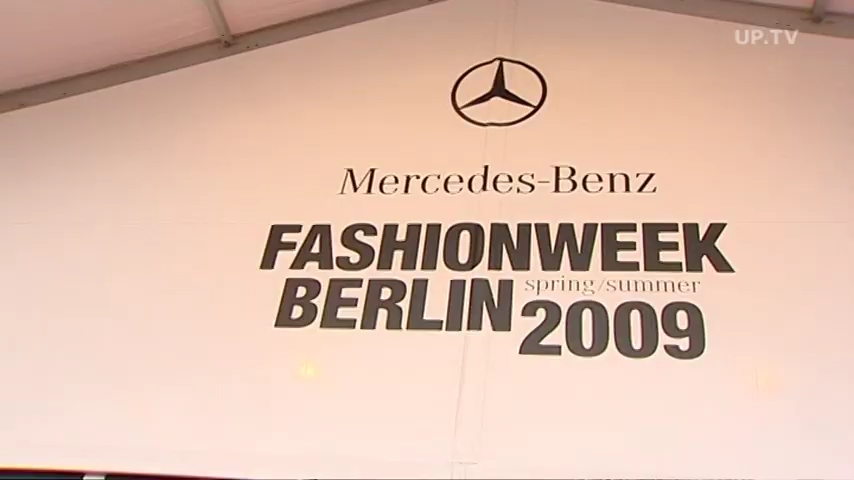 UP.TV
Mercedes-Benz
FASHIONWEEK
BERLIN spring/summer
2009